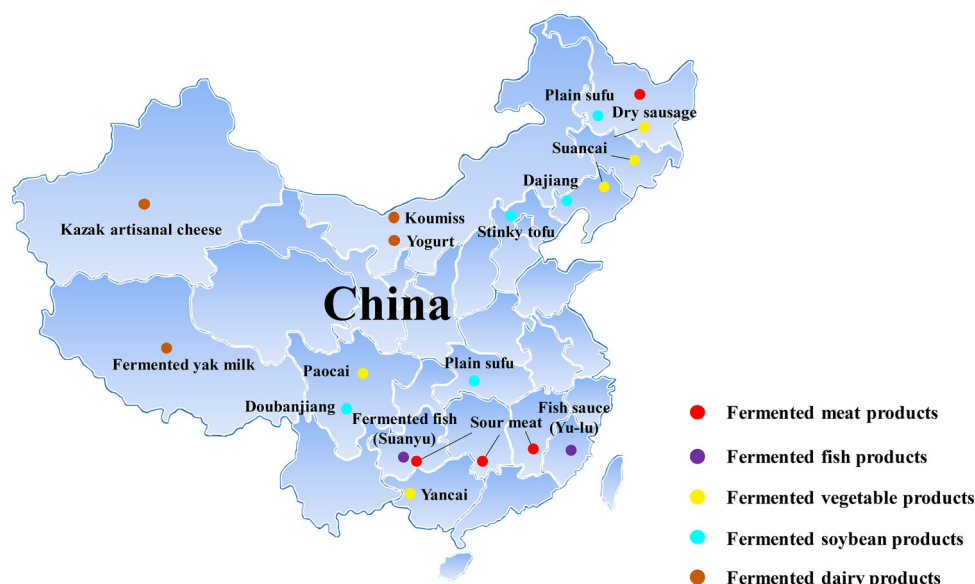 Plain sufu
Dry sausage
Suancai
Dajiang
Stinky tofu
Koumiss
Yogurt
Kazak artisanal cheese
China
Fermented yak milk
Paocai
Plain sufu
Doubanjiang
Fermented fish
(Suanyu)
Sour meat
Fish sauce
(Yu-lu)
Yancai
Fermented meat products
Fermented fish products
Fermented vegetable products
Fermented soybean products
Fermented dairy products